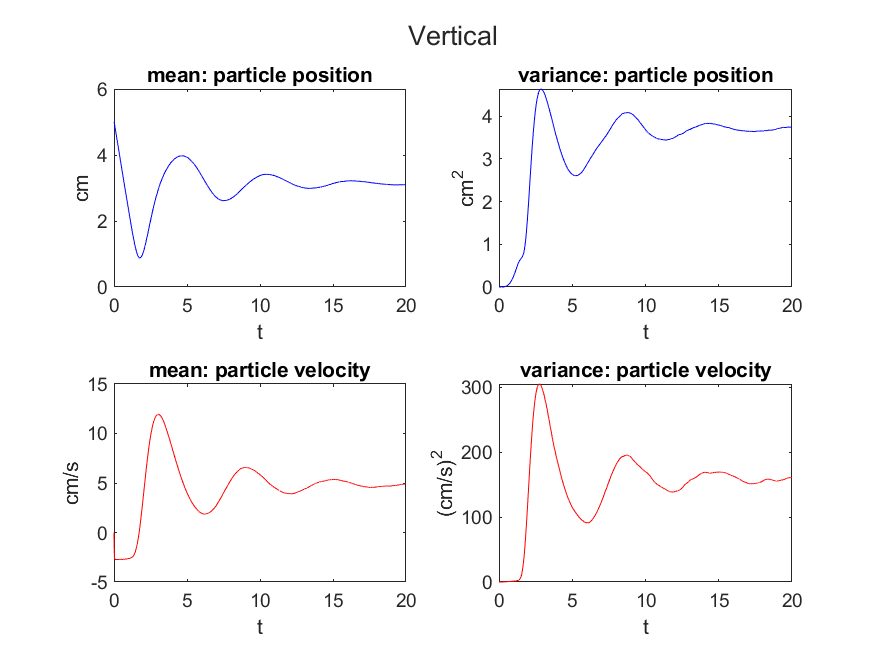 Vertical
mean: particle position
cm
6
4
2
0
0 5 10 15 20
t
variance: particle position
cm²
4
3
2
1
0
0 5 10 15 20
t
mean: particle velocity
cm/s
15
10
5
0
-5
0 5 10 15 20
t
variance: particle velocity
(cm/s)²
300
200
100
0
0 5 10 15 20
t